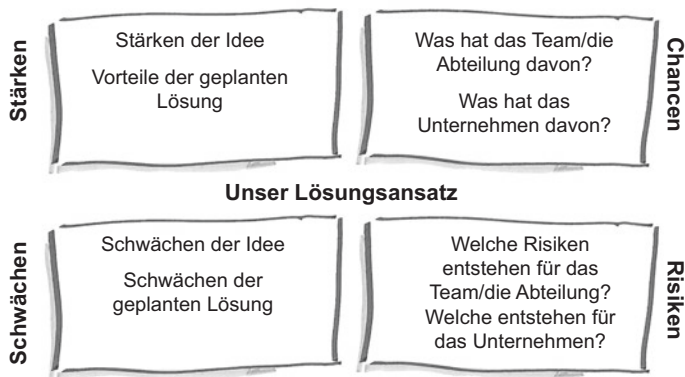 Stärken
Stärken der Idee
Vorteile der geplanten
Lösung
Was hat das Team/die
Abteilung davon?
Was hat das
Unternehmen davon?
Chancen
Unser Lösungsansatz
Schwächen
Schwächen der Idee
Schwächen der
geplanten Lösung
Welche Risiken
entstehen für das
Team/die Abteilung?
Welche entstehen für
das Unternehmen?
Risiken